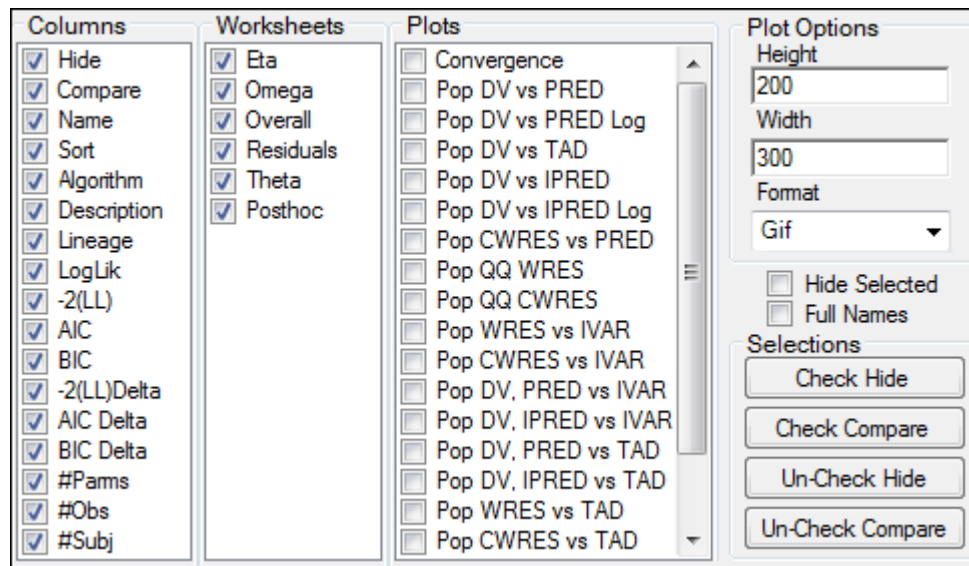 Columns
Hide
Compare
Name
Sort
Algorithm
Description
Lineage
LogLik
-2(LL)
AIC
BIC
-2(LL)Delta
AIC Delta
BIC Delta
#Parms
#Obs
#Subj
Worksheets
Eta
Omega
Overall
Residuals
Theta
Posthoc
Plots
Convergence
Pop DV vs PRED
Pop DV vs PRED Log
Pop DV vs TAD
Pop DV vs IPRED
Pop DV vs IPRED Log
Pop CWRES vs PRED
Pop QQ WRES
Pop QQ CWRES
Pop WRES vs IVAR
Pop CWRES vs IVAR
Pop DV, PRED vs IVAR
Pop DV, IPRED vs IVAR
Pop DV, PRED vs TAD
Pop DV, IPRED vs TAD
Pop WRES vs TAD
Pop CWRES vs TAD
Plot Options
Height
200
Width
300
Format
Gif
Hide Selected
Full Names
Selections
Check Hide
Check Compare
Un-Check Hide
Un-Check Compare